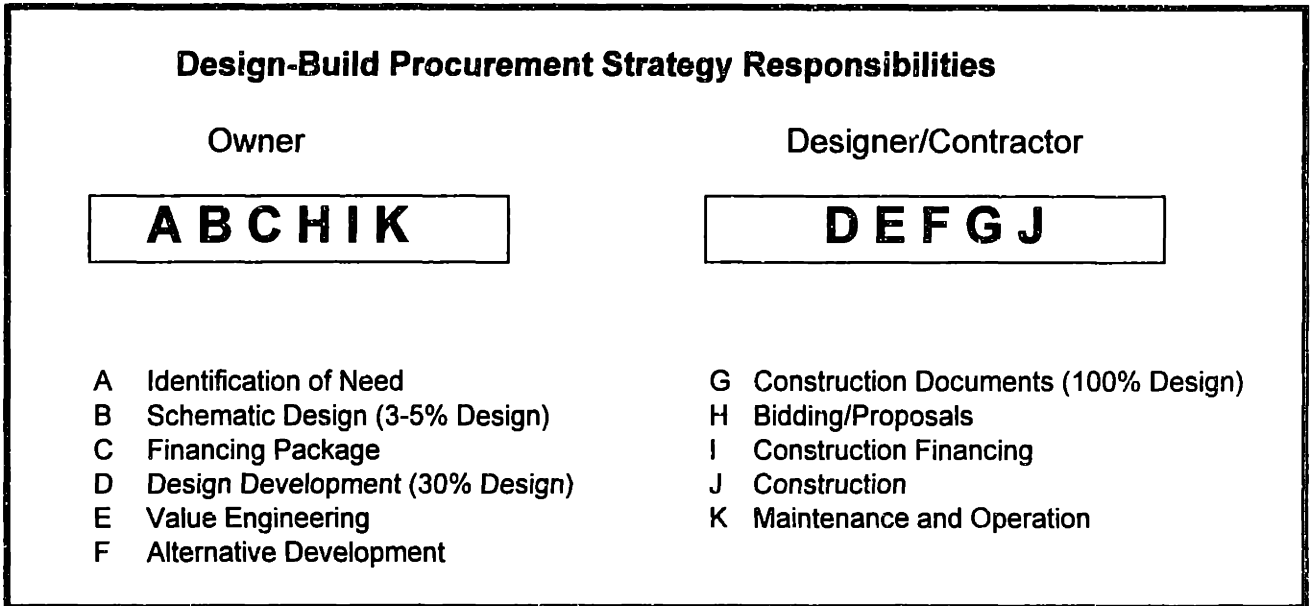 Design-Build Procurement Strategy Responsibilities
Owner
Designer/Contractor
A B C H I K
D E F G J
A Identification of Need
B Schematic Design (3-5% Design)
C Financing Package
D Design Development (30% Design)
E Value Engineering
F Alternative Development
G Construction Documents (100% Design)
H Bidding/Proposals
I Construction Financing
J Construction
K Maintenance and Operation